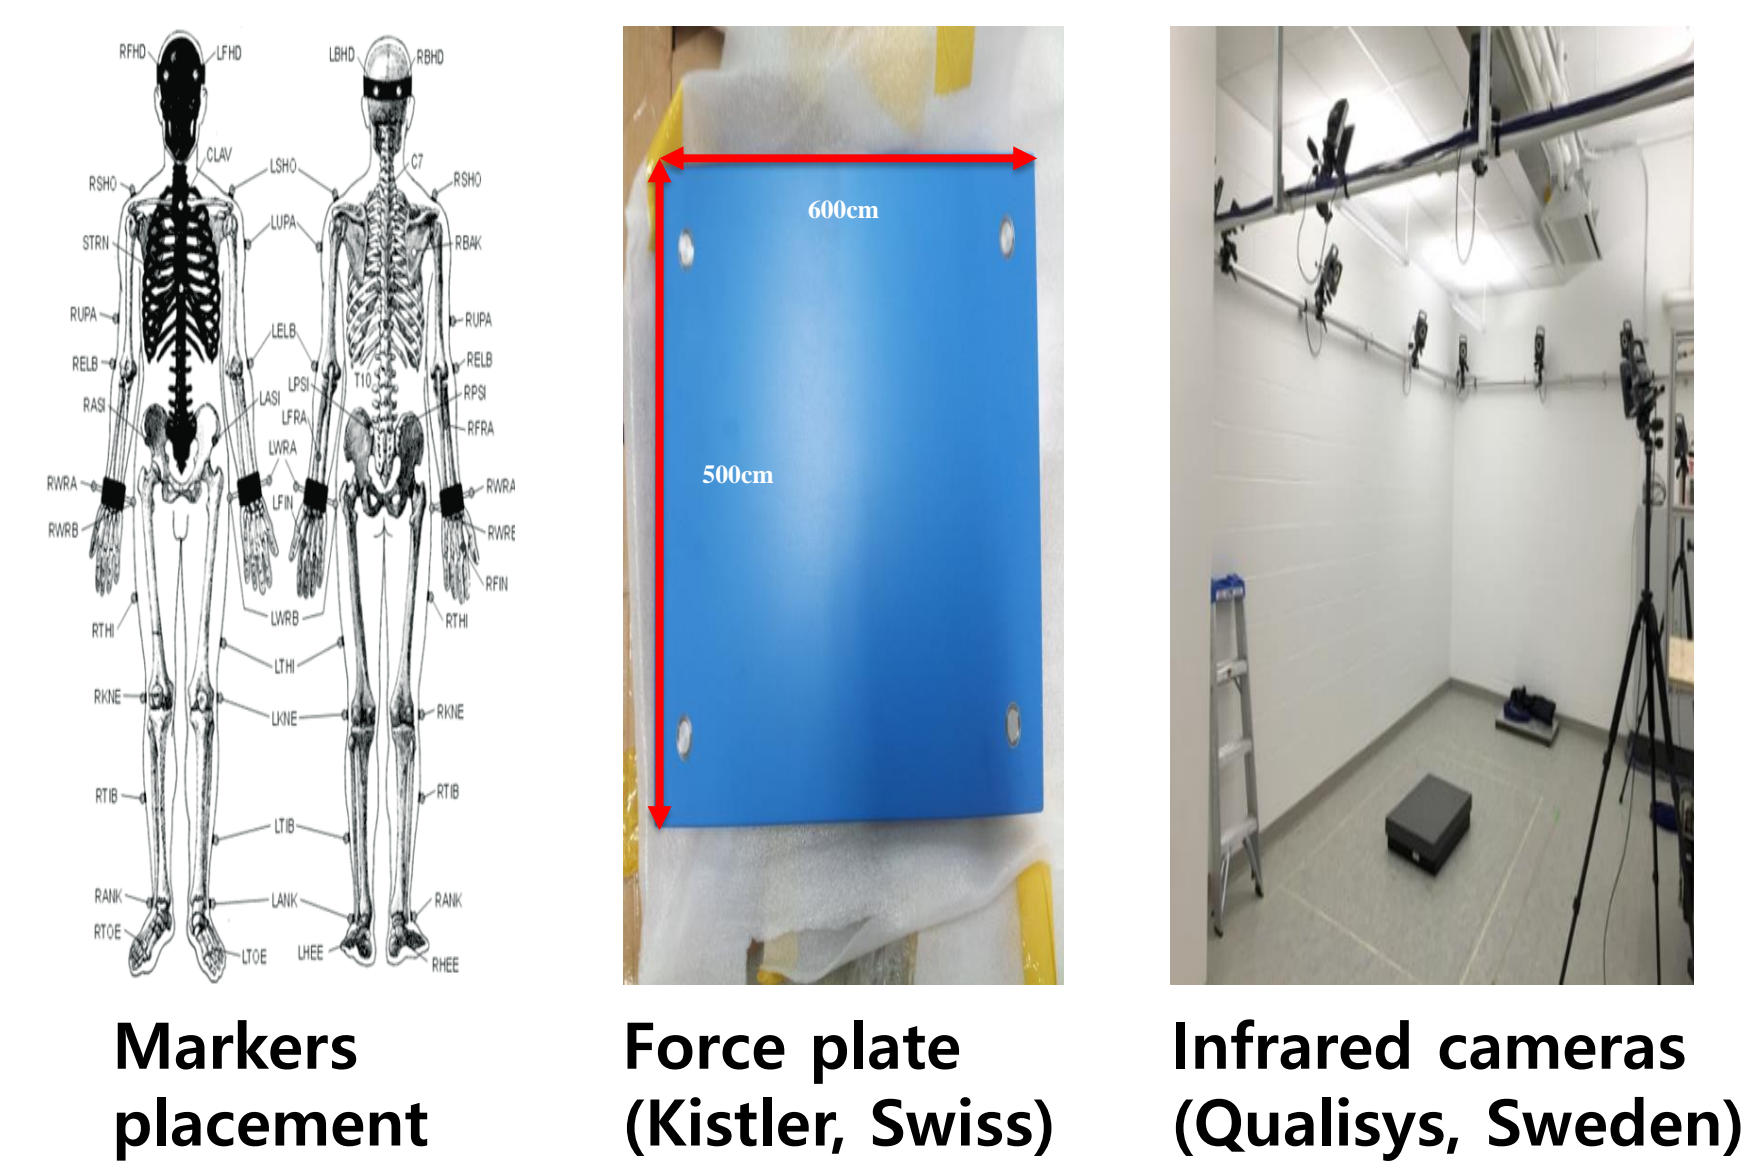 RFHD
LFHD
LBHD
RBHD
CLAV
C7
RSHO
LSHO
RSHO
LUPA
STRN
RBAK
RUPA
LELB
RUPA
RELB
RELB
LPSI
T10
RPSI
RASI
LASI
LFRA
RFRA
LWRA
RWRA
LFIN
RWRA
RWRB
RWRE
RFIN
LWRB
RTHI
RTHI
LTHI
RKNE
LKNE
RKNE
RTIB
RTIB
LTIB
RANK
LANK
RANK
RTOE
LTOE
LHEE
RHEE
600cm
500cm
Markers
placement
Force plate
(Kistler, Swiss)
Infrared cameras
(Qualisys, Sweden)